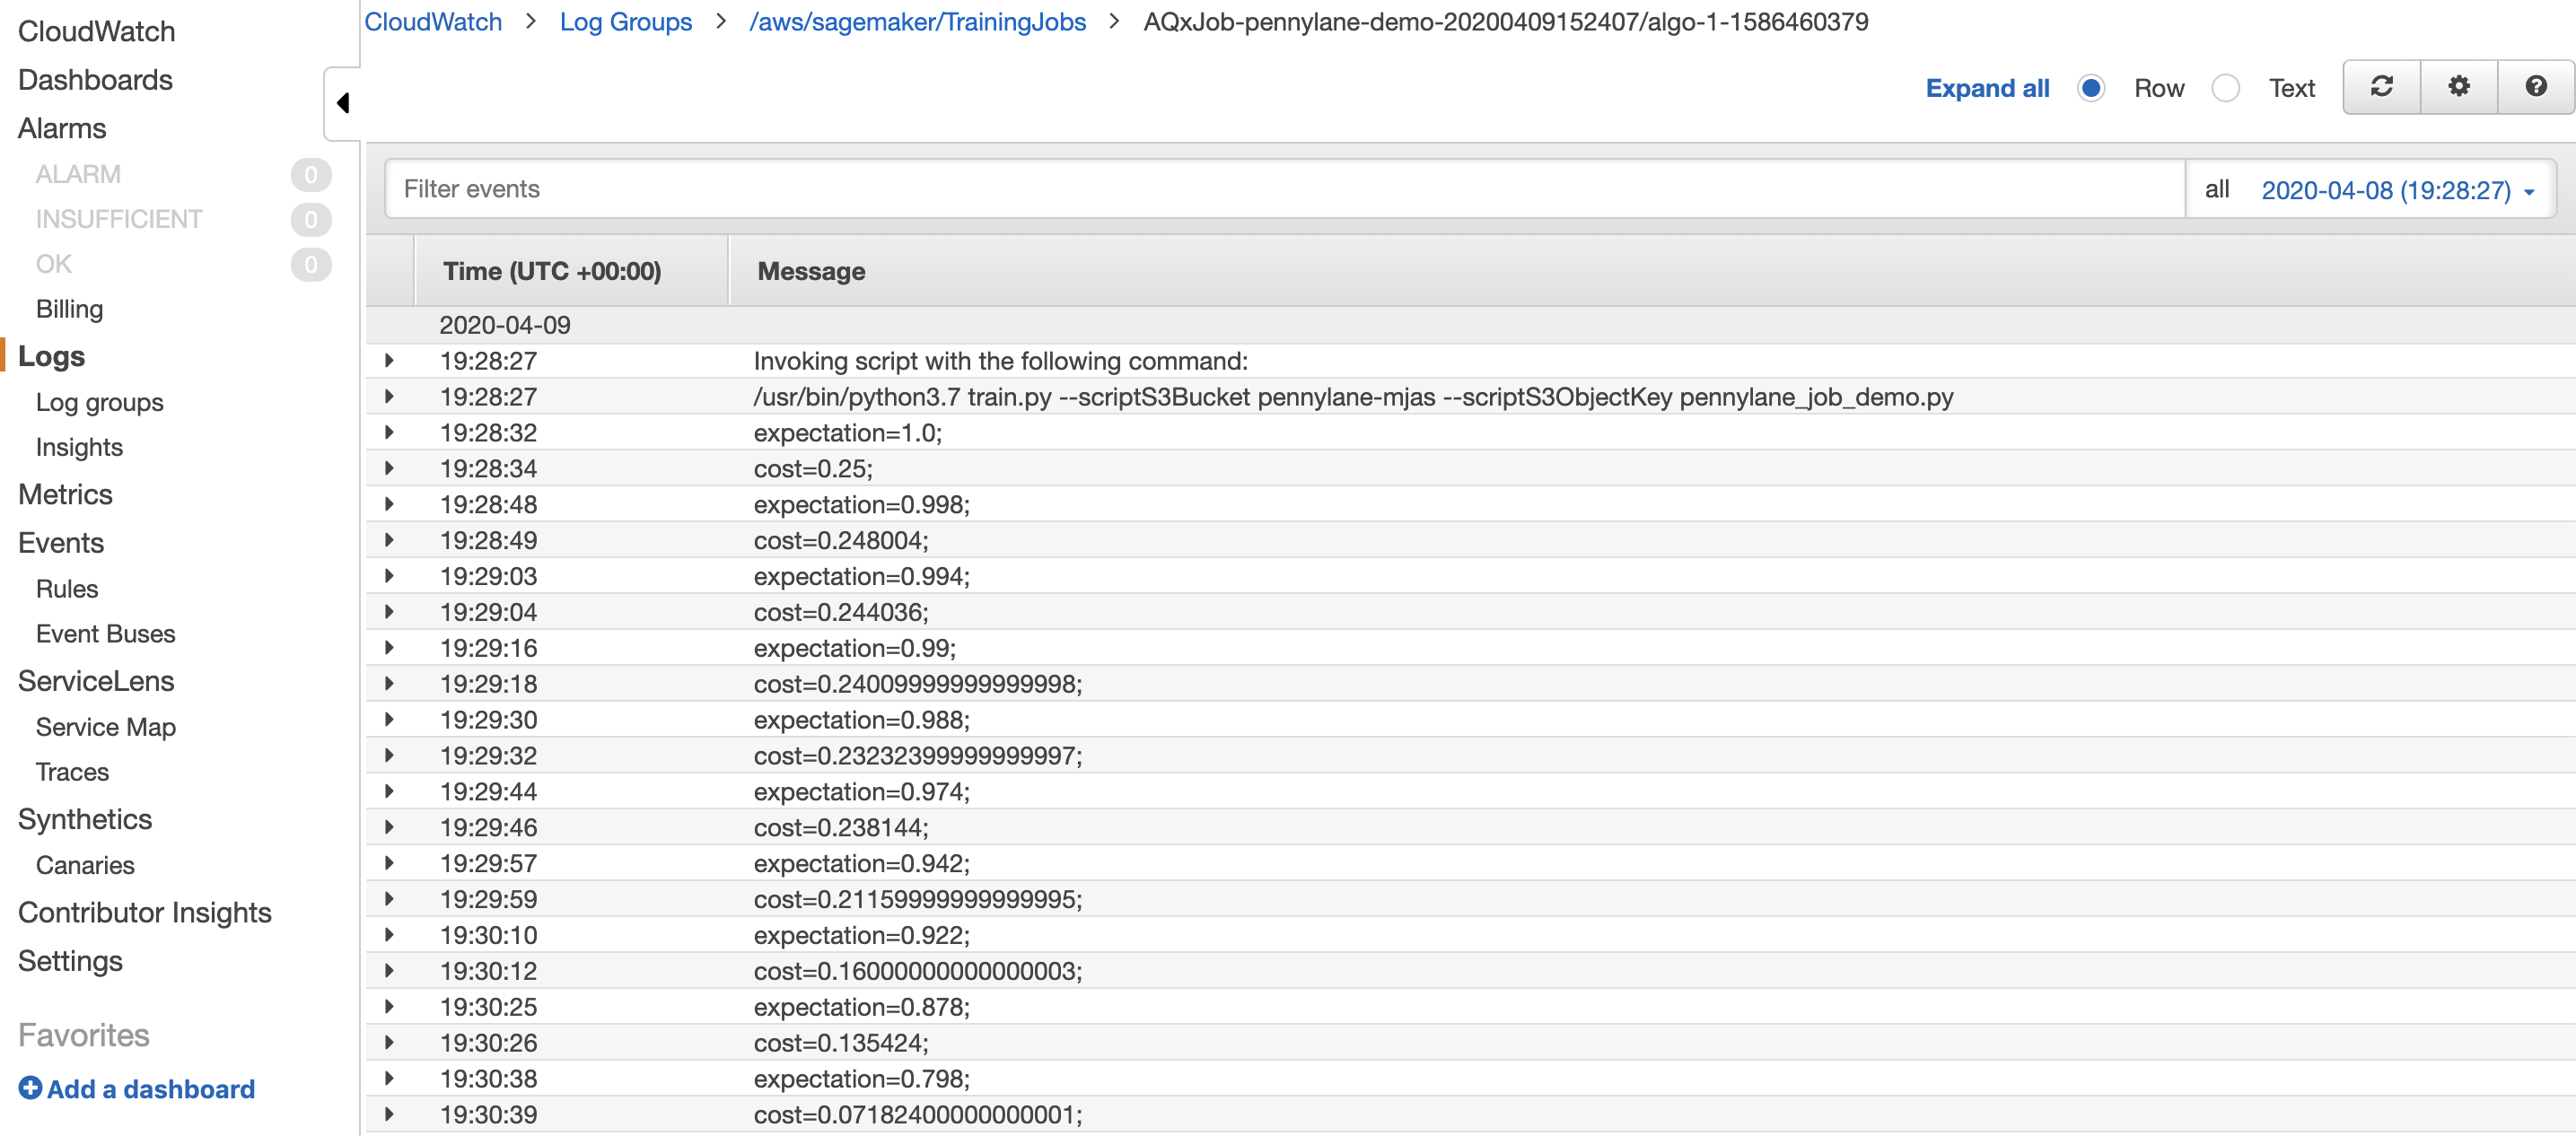 CloudWatch
Dashboards
Alarms
ALARM 0
INSUFFICIENT 0
OK 0
Billing
Logs
Log groups
Insights
Metrics
Events
Rules
Event Buses
ServiceLens
Service Map
Traces
Synthetics
Canaries
Contributor Insights
Settings
Favorites
Add a dashboard
CloudWatch > Log Groups > /aws/sagemaker/TrainingJobs > AQxJob-pennylane-demo-20200409152407/algo-1-1586460379
Expand all Row Text
Filter events all 2020-04-08 (19:28:27)
Time (UTC +00:00) Message
2020-04-09
19:28:27 Invoking script with the following command:
19:28:27 /usr/bin/python3.7 train.py --scriptS3Bucket pennylane-mjas --scriptS3ObjectKey pennylane_job_demo.py
19:28:32 expectation=1.0;
19:28:34 cost=0.25;
19:28:48 expectation=0.998;
19:28:49 cost=0.248004;
19:29:03 expectation=0.994;
19:29:04 cost=0.244036;
19:29:16 expectation=0.99;
19:29:18 cost=0.24009999999999998;
19:29:30 expectation=0.988;
19:29:32 cost=0.23232399999999997;
19:29:44 expectation=0.974;
19:29:46 cost=0.238144;
19:29:57 expectation=0.942;
19:29:59 cost=0.21159999999999995;
19:30:10 expectation=0.922;
19:30:12 cost=0.16000000000000003;
19:30:25 expectation=0.878;
19:30:26 cost=0.135424;
19:30:38 expectation=0.798;
19:30:39 cost=0.07182400000000001;